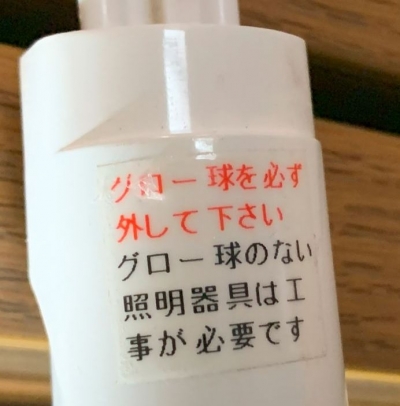 グロー球を必ず
外して下さい
グロー球のない
照明器具は工
事が必要です